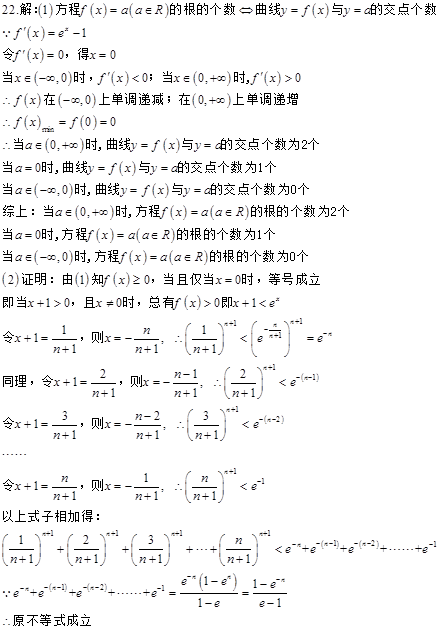 22.解:(1)方程f(x)=a(a∈R)的根的个数⇔曲线y=f(x)与y=a的交点个数
∵f'(x)=e^x-1
令f'(x)=0,得x=0
当x∈(-∞,0)时,f'(x)<0;当x∈(0,+∞)时,f'(x)>0
∴f(x)在(-∞,0)上单调递减;在(0,+∞)上单调递增
∴f(x)_min=f(0)=0
∴当a∈(0,+∞)时,曲线y=f(x)与y=a的交点个数为2个
当a=0时,曲线y=f(x)与y=a的交点个数为1个
当a∈(-∞,0)时,曲线y=f(x)与y=a的交点个数为0个
综上:当a∈(0,+∞)时,方程f(x)=a(a∈R)的根的个数为2个
当a=0时,方程f(x)=a(a∈R)的根的个数为1个
当a∈(-∞,0)时,方程f(x)=a(a∈R)的根的个数为0个
(2)证明:由(1)知f(x)≥0,当且仅当x=0时,等号成立
即当x+1>0,且x≠0时,总有f(x)>0即x+1<e^x
令x+1=1/(n+1),则x=-n/(n+1), ∴(1/(n+1))^(n+1)<(e^(-n/(n+1)))^(n+1)=e^(-n)
同理,令x+1=2/(n+1),则x=-(n-1)/(n+1), ∴(2/(n+1))^(n+1)<e^(-(n-1))
令x+1=3/(n+1),则x=-(n-2)/(n+1), ∴(3/(n+1))^(n+1)<e^(-(n-2))
……
令x+1=n/(n+1),则x=-1/(n+1), ∴(n/(n+1))^(n+1)<e^(-1)
以上式子相加得:
(1/(n+1))^(n+1)+(2/(n+1))^(n+1)+(3/(n+1))^(n+1)+…+(n/(n+1))^(n+1)<e^(-n)+e^(-(n-1))+e^(-(n-2))+……+e^(-1)
∵e^(-n)+e^(-(n-1))+e^(-(n-2))+……+e^(-1)=e^(-n)(1-e^n)/(1-e)=(1-e^(-n))/(e-1)
∴原不等式成立